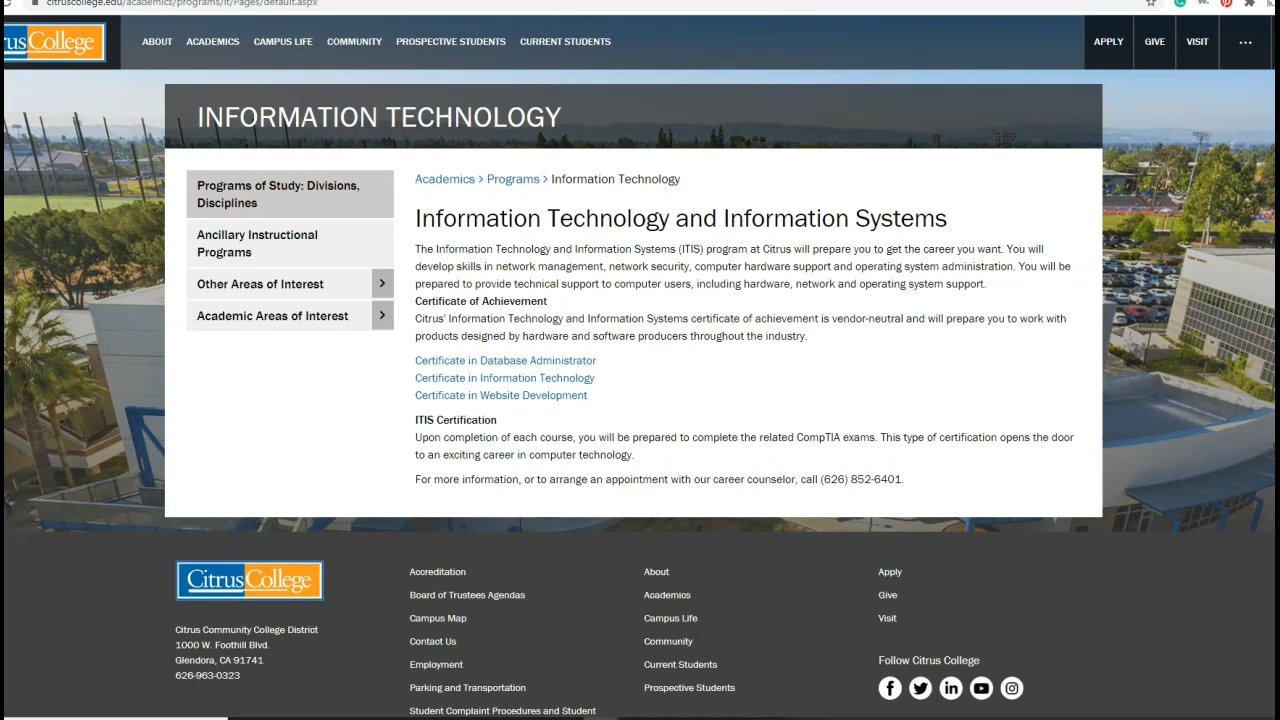 citruscollege.edu/academics/programs/it/Pages/default.aspx
usCollege
ABOUT ACADEMICS CAMPUS LIFE COMMUNITY PROSPECTIVE STUDENTS CURRENT STUDENTS
APPLY GIVE VISIT ...
INFORMATION TECHNOLOGY
Programs of Study: Divisions,
Disciplines
Ancillary Instructional
Programs
Other Areas of Interest >
Academic Areas of Interest >
Academics > Programs > Information Technology
Information Technology and Information Systems
The Information Technology and Information Systems (ITIS) program at Citrus will prepare you to get the career you want. You will
develop skills in network management, network security, computer hardware support and operating system administration. You will be
prepared to provide technical support to computer users, including hardware, network and operating system support.
Certificate of Achievement
Citrus' Information Technology and Information Systems certificate of achievement is vendor-neutral and will prepare you to work with
products designed by hardware and software producers throughout the industry.
Certificate in Database Administrator
Certificate in Information Technology
Certificate in Website Development
ITIS Certification
Upon completion of each course, you will be prepared to complete the related CompTIA exams. This type of certification opens the door
to an exciting career in computer technology.
For more information, or to arrange an appointment with our career counselor, call (626) 852-6401.
CitrusCollege
Citrus Community College District
1000 W. Foothill Blvd.
Glendora, CA 91741
626-963-0323
Accreditation
Board of Trustees Agendas
Campus Map
Contact Us
Employment
Parking and Transportation
Student Complaint Procedures and Student
About
Academics
Campus Life
Community
Current Students
Prospective Students
Apply
Give
Visit
Follow Citrus College